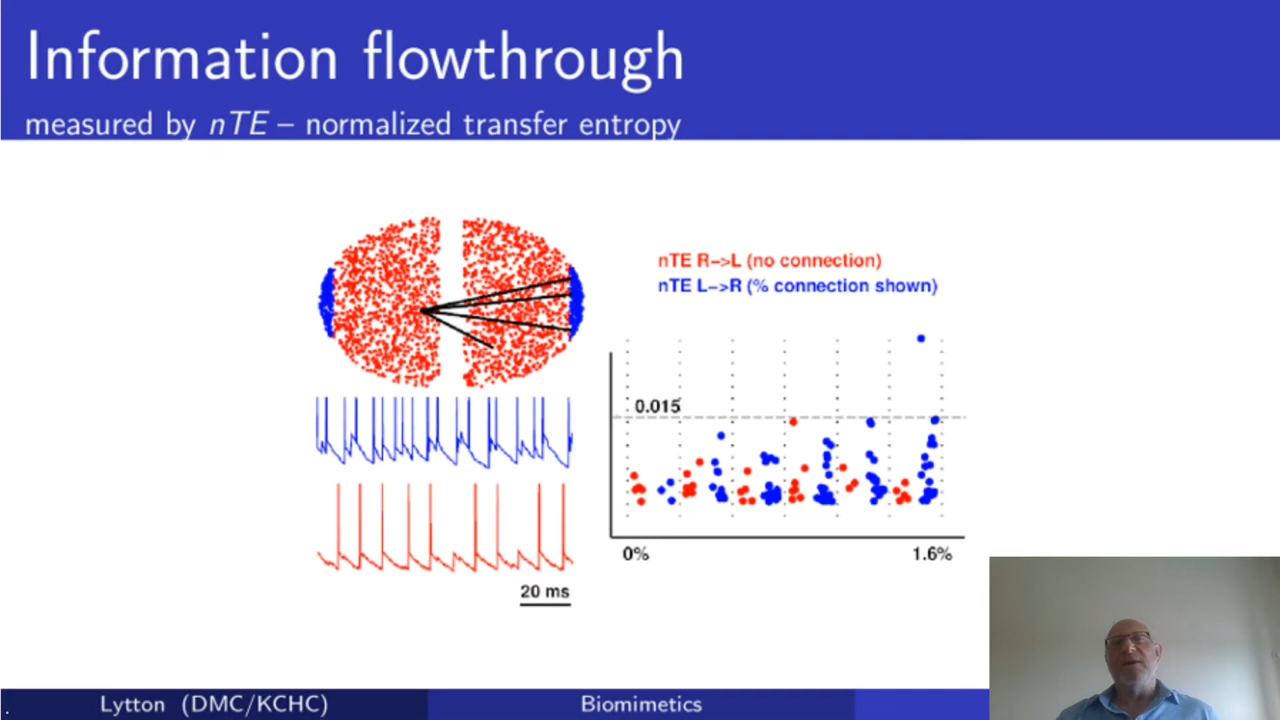 Information flowthrough
measured by nTE – normalized transfer entropy
nTE R–>L (no connection)
nTE L–>R (% connection shown)
0.015
0%
1.6%
20 ms
Lytton (DMC/KCHC)
Biomimetics